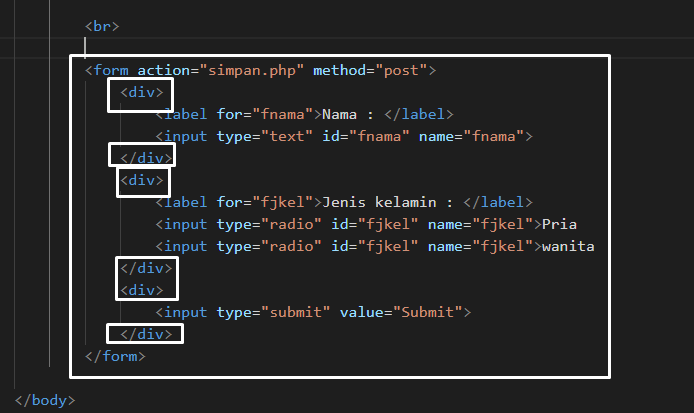 <br>
<form action="simpan.php" method="post">
<div>
<label for="fnama">Nama : </label>
<input type="text" id="fnama" name="fnama">
</div>
<div>
<label for="fjkel">Jenis kelamin : </label>
<input type="radio" id="fjkel" name="fjkel">Pria
<input type="radio" id="fjkel" name="fjkel">wanita
</div>
<div>
<input type="submit" value="Submit">
</div>
</form>
</body>